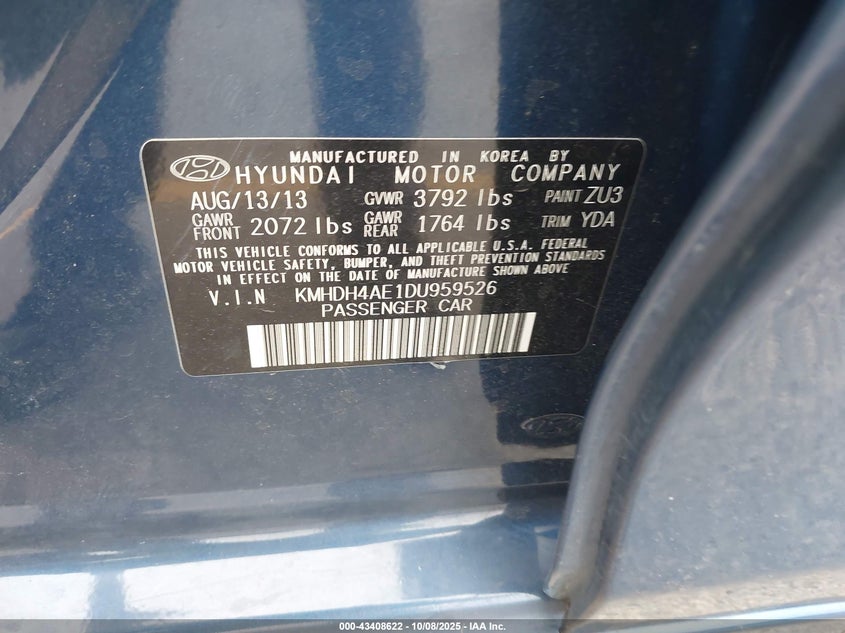 MANUFACTURED IN KOREA BY
HYUNDAI MOTOR COMPANY
AUG/13/13 GVWR 3792 lbs PAINT ZU3
GAWR FRONT 2072 lbs GAWR REAR 1764 lbs TRIM YDA
THIS VEHICLE CONFORMS TO ALL APPLICABLE U.S.A. FEDERAL
MOTOR VEHICLE SAFETY, BUMPER, AND THEFT PREVENTION STANDARDS
IN EFFECT ON THE DATE OF MANUFACTURE SHOWN ABOVE
V.I.N KMHDH4AE1DU959526
PASSENGER CAR
000-43408622 - 10/08/2025 - IAA Inc.